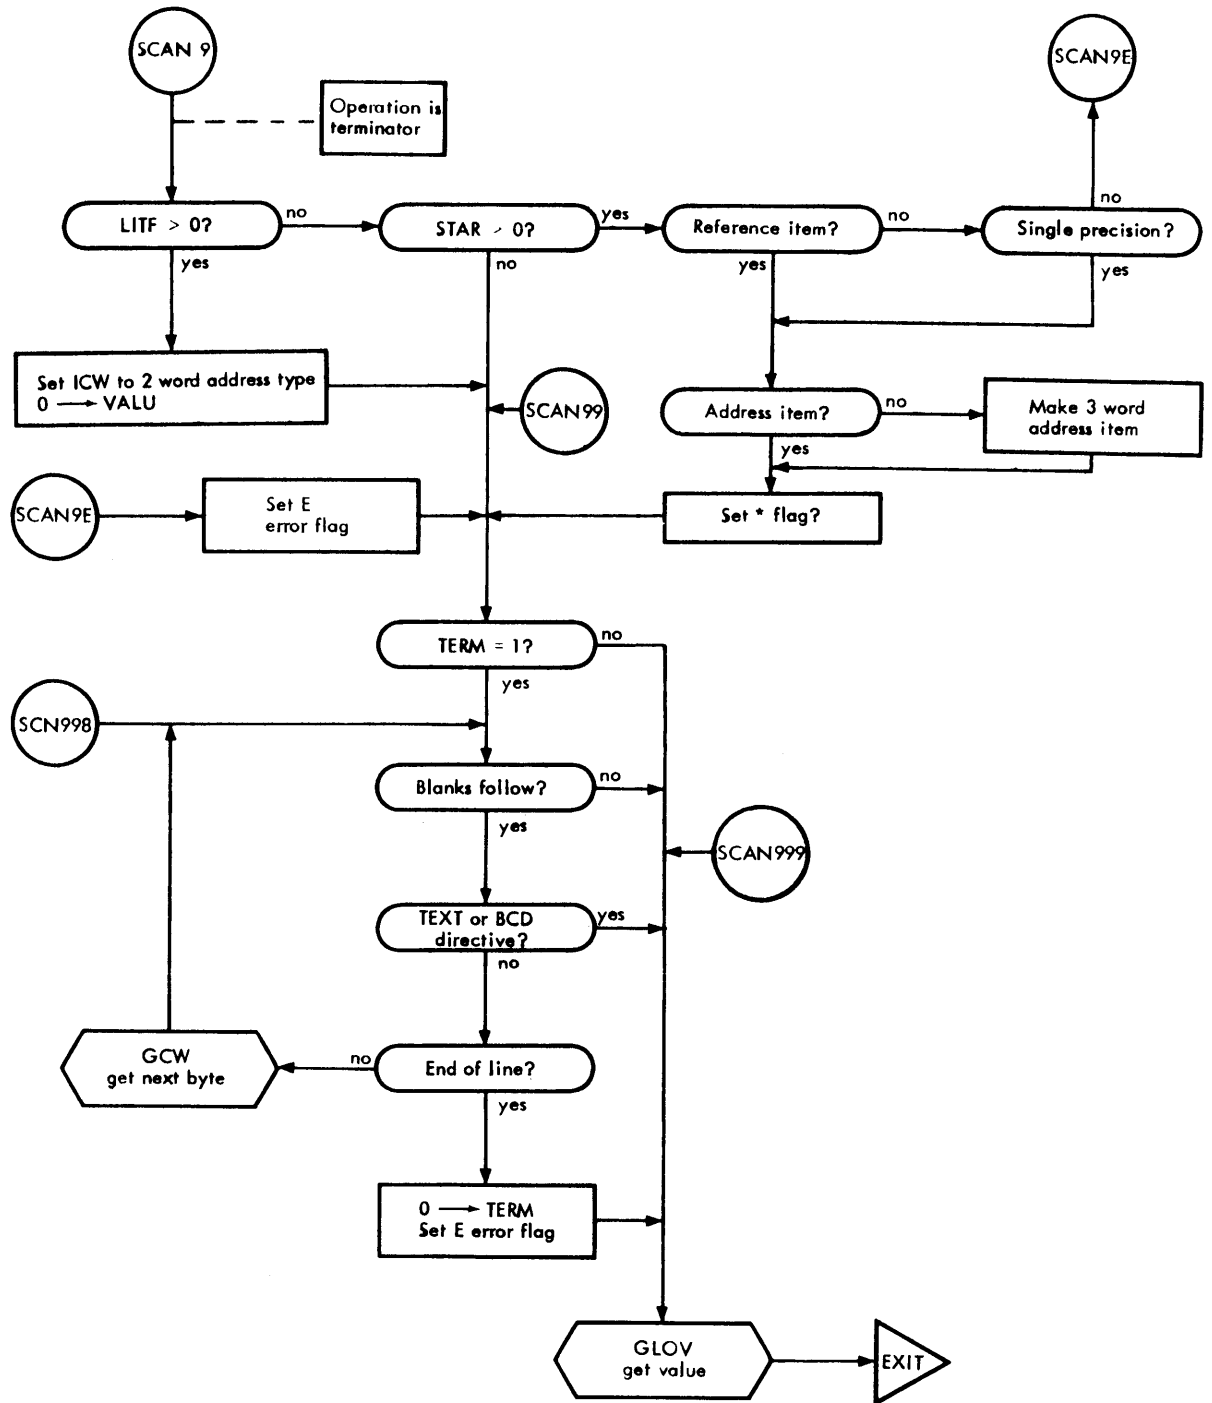 SCAN 9
SCAN9E
Operation is
terminator
LITF > 0?
no
STAR > 0?
yes
Reference item?
no
no
Single precision?
yes
no
yes
yes
Set ICW to 2 word address type
0 → VALU
SCAN99
Address item?
no
Make 3 word
address item
yes
SCAN9E
Set E
error flag
Set * flag?
TERM = 1?
no
yes
SCN998
Blanks follow?
no
yes
SCAN999
TEXT or BCD
directive?
yes
no
GCW
get next byte
no
End of line?
yes
0 → TERM
Set E error flag
GLOV
get value
EXIT